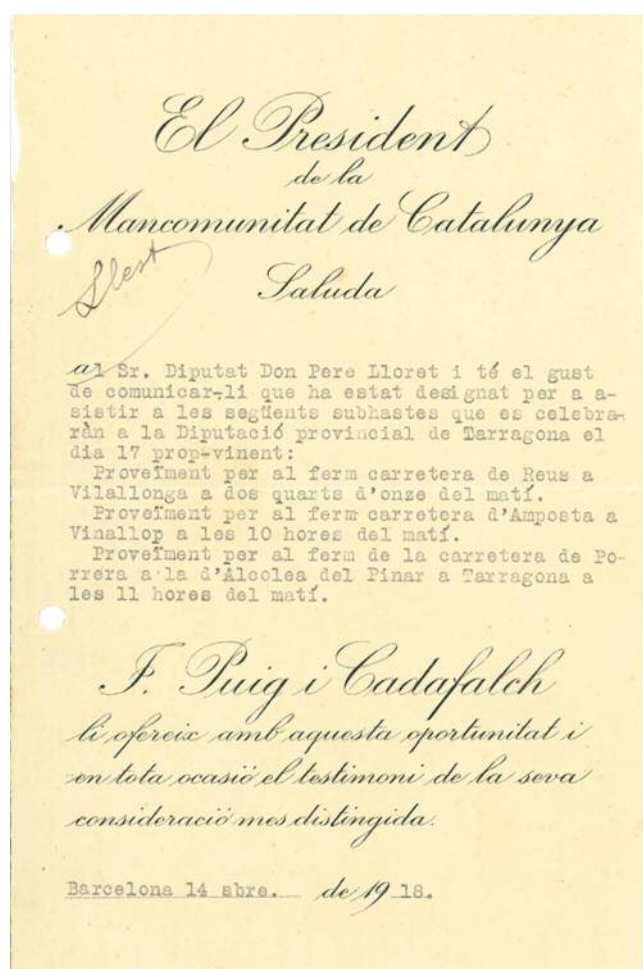 El President
de la
Mancomunitat de Catalunya
Llest
Saluda
al Sr. Diputat Don Pere Lloret i té el gust
de comunicar-li que ha estat designat per a a-
sistir a les següents subhastes que es celebra-
ràn a la Diputació provincial de Tarragona el
dia 17 prop-vinent:
Proveïment per al ferm carretera de Reus a
Vilallonga a dos quarts d'onze del matí.
Proveïment per al ferm carretera d'Amposta a
Vinallop a les 10 hores del matí.
Proveïment per al ferm de la carretera de Po-
rrera a la d'Alcolea del Pinar a Tarragona a
les 11 hores del matí.
J. Puig i Cadafalch
li ofereix amb aquesta oportunitat i
en tota ocasió el testimoni de la seva
consideració mes distingida.
Barcelona 14 sbre. de 1918.